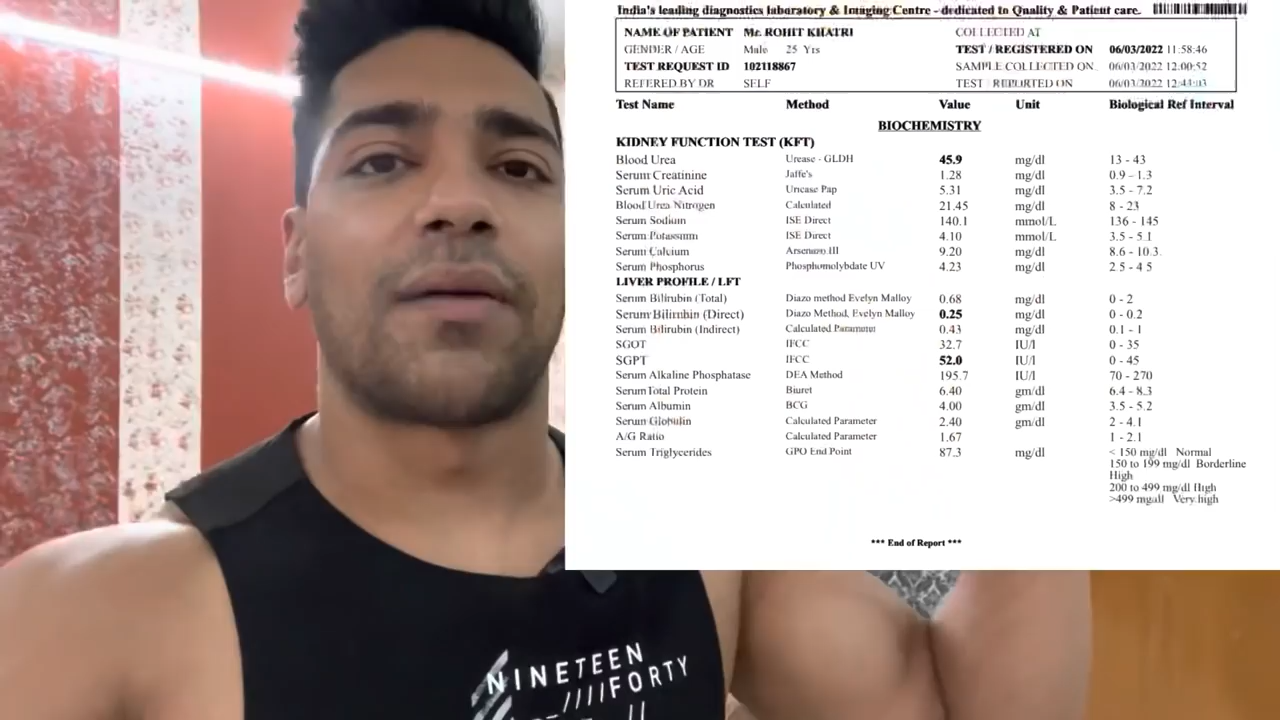 India's leading diagnostics laboratory & Imaging Centre - dedicated to Quality & Patient care.
NAME OF PATIENT Mr. ROHIT KHATRI COLLECTED AT
GENDER / AGE Male 25 Yrs TEST / REGISTERED ON 06/03/2022 11:58:46
TEST REQUEST ID 102118867 SAMPLE COLLECTED ON 06/03/2022 12:00:52
REFERED BY DR SELF TEST REPORTED ON 06/03/2022 12:44:03
Test Name Method Value Unit Biological Ref Interval
BIOCHEMISTRY
KIDNEY FUNCTION TEST (KFT)
Blood Urea Urease - GLDH 45.9 mg/dl 13 - 43
Serum Creatinine Jaffe's 1.28 mg/dl 0.9 - 1.3
Serum Uric Acid Uricase Pap 5.31 mg/dl 3.5 - 7.2
Blood Urea Nitrogen Calculated 21.45 mg/dl 8 - 23
Serum Sodium ISE Direct 140.1 mmol/L 136 - 145
Serum Potassium ISE Direct 4.10 mmol/L 3.5 - 5.1
Serum Calcium Arsenazo III 9.20 mg/dl 8.6 - 10.3
Serum Phosphorus Phosphomolybdate UV 4.23 mg/dl 2.5 - 4.5
LIVER PROFILE / LFT
Serum Bilirubin (Total) Diazo method Evelyn Malloy 0.68 mg/dl 0 - 2
Serum Bilirubin (Direct) Diazo Method, Evelyn Malloy 0.25 mg/dl 0 - 0.2
Serum Bilirubin (Indirect) Calculated Parameter 0.43 mg/dl 0.1 - 1
SGOT IFCC 32.7 IU/l 0 - 35
SGPT IFCC 52.0 IU/l 0 - 45
Serum Alkaline Phosphatase DEA Method 195.7 IU/l 70 - 270
Serum Total Protein Biuret 6.40 gm/dl 6.4 - 8.3
Serum Albumin BCG 4.00 gm/dl 3.5 - 5.2
Serum Globulin Calculated Parameter 2.40 gm/dl 2 - 4.1
A/G Ratio Calculated Parameter 1.67 1 - 2.1
Serum Triglycerides GPO End Point 87.3 mg/dl < 150 mg/dl Normal
150 to 199 mg/dl Borderline
High
200 to 499 mg/dl High
>499 mg/dl Very high
*** End of Report ***
NINETEEN
////FORTY